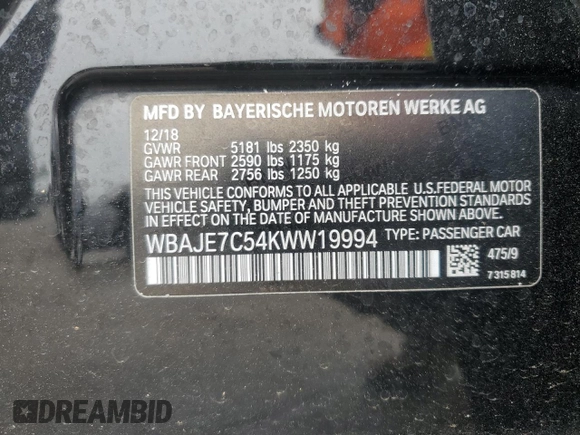 MFD BY BAYERISCHE MOTOREN WERKE AG
12/18
GVWR 5181 lbs 2350 kg
GAWR FRONT 2590 lbs 1175 kg
GAWR REAR 2756 lbs 1250 kg
THIS VEHICLE CONFORMS TO ALL APPLICABLE U.S.FEDERAL MOTOR
VEHICLE SAFETY, BUMPER AND THEFT PREVENTION STANDARDS
IN EFFECT ON THE DATE OF MANUFACTURE SHOWN ABOVE.
WBAJE7C54KWW19994 TYPE: PASSENGER CAR
475/9
7315814
DREAMBID